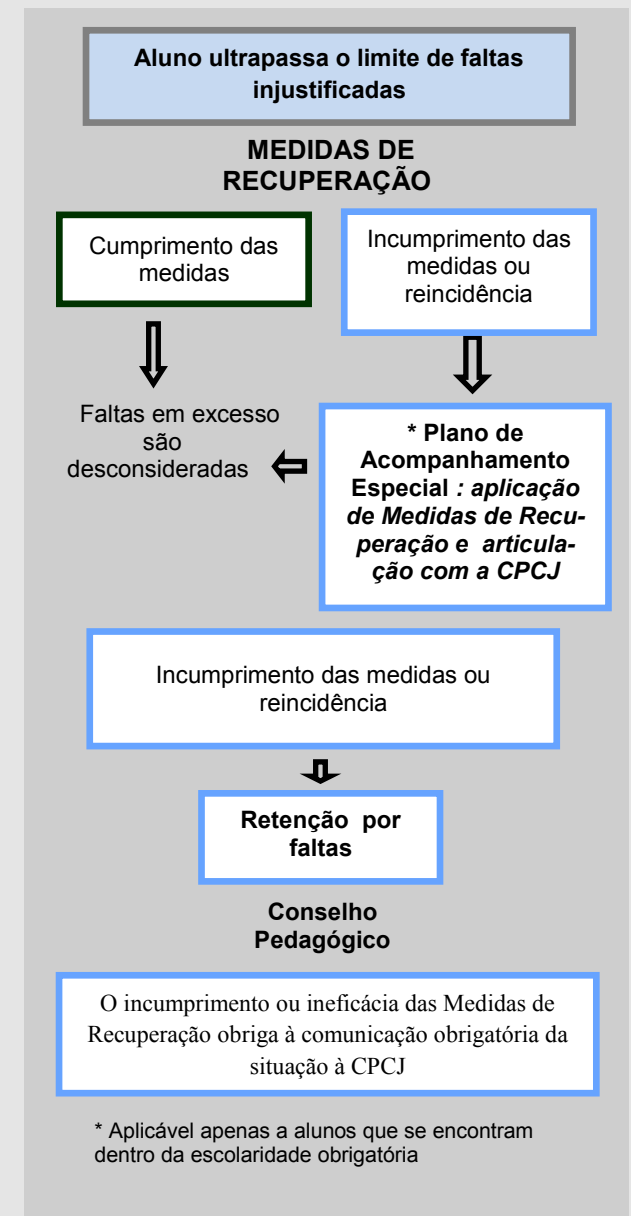 Aluno ultrapassa o limite de faltas
injustificadas
MEDIDAS DE
RECUPERAÇÃO
Cumprimento das
medidas
Incumprimento das
medidas ou
reincidência
Faltas em excesso
são
desconsideradas
* Plano de
Acompanhamento
Especial : aplicação
de Medidas de Recu-
peração e articula-
ção com a CPCJ
Incumprimento das medidas ou
reincidência
Retenção por
faltas
Conselho
Pedagógico
O incumprimento ou ineficácia das Medidas de
Recuperação obriga à comunicação obrigatória da
situação à CPCJ
* Aplicável apenas a alunos que se encontram
dentro da escolaridade obrigatória